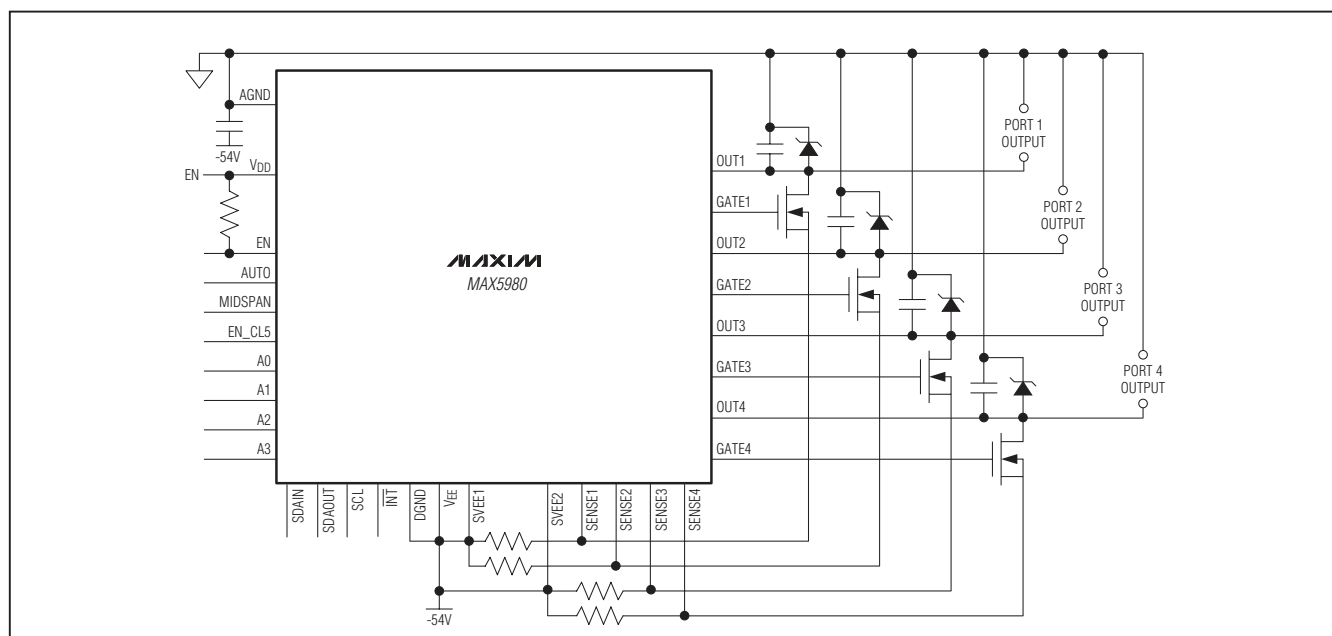 AGND
-54V
VDD
EN
EN
AUTO
MIDSPAN
EN_CL5
A0
A1
A2
A3
MAXIM
MAX5980
OUT1
GATE1
OUT2
GATE2
OUT3
GATE3
OUT4
GATE4
PORT 1
OUTPUT
PORT 2
OUTPUT
PORT 3
OUTPUT
PORT 4
OUTPUT
SDAIN
SDAOUT
SCL
INT
DGND
VEE
SVEE1
SVEE2
SENSE1
SENSE2
SENSE3
SENSE4
-54V